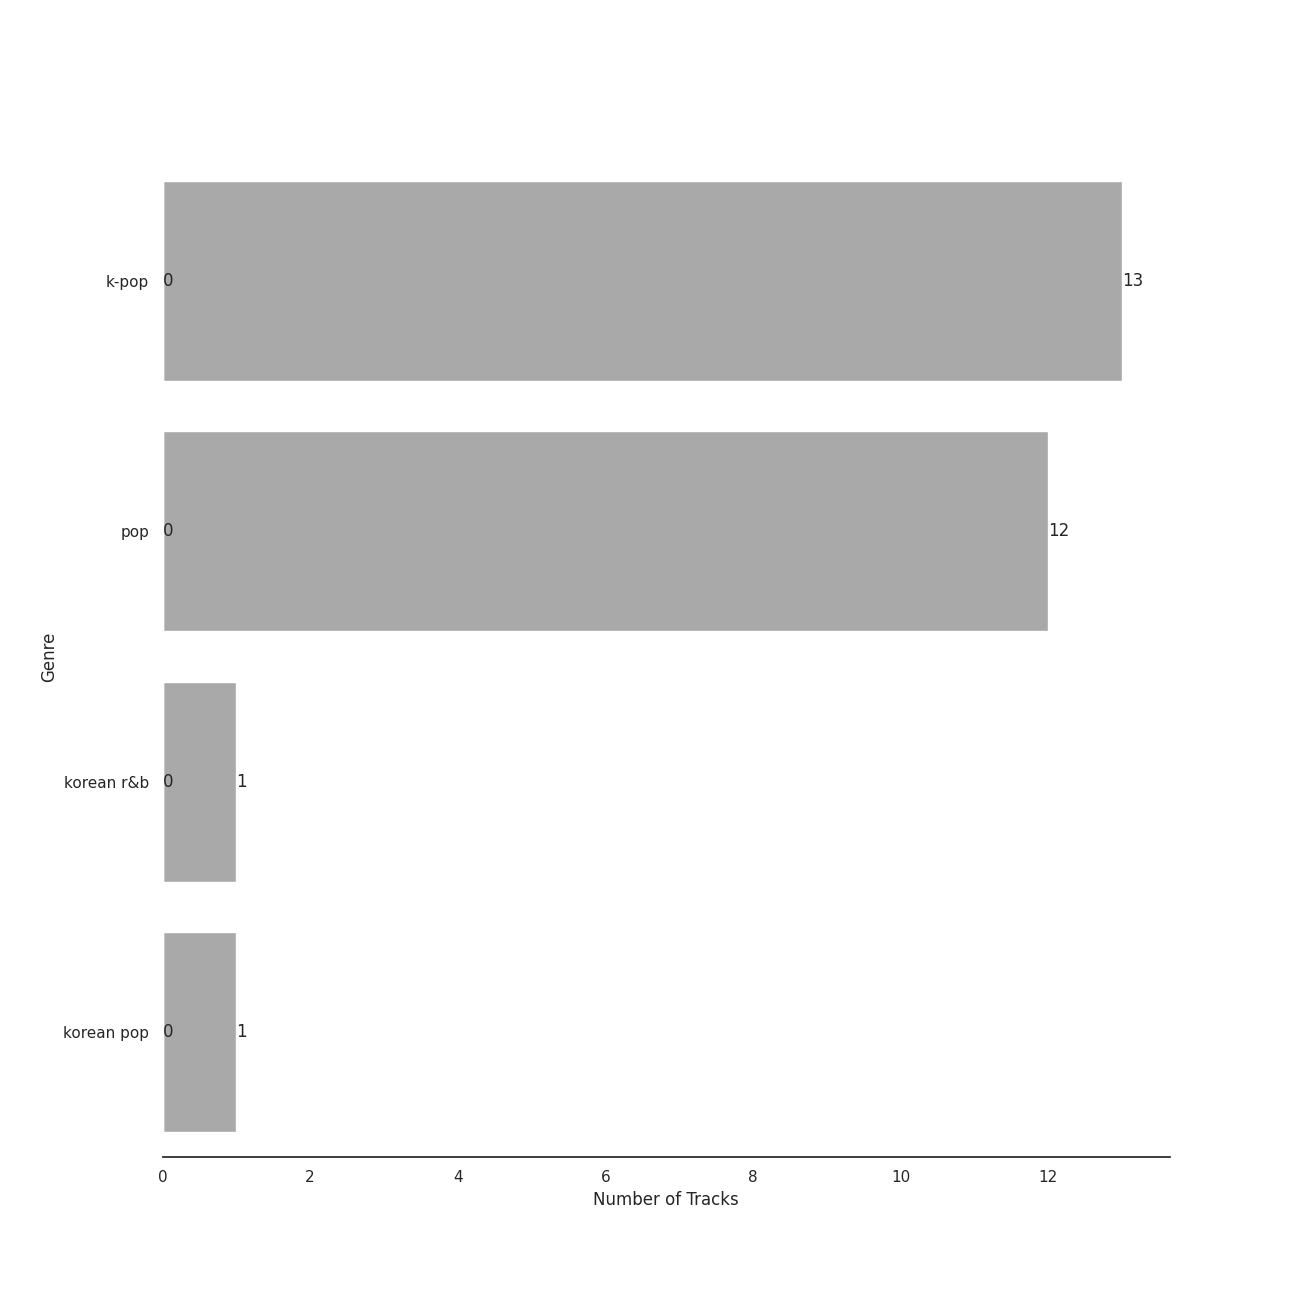 k-pop 0 13
pop 0 12
Genre
korean r&b 0 1
korean pop 0 1
0 2 4 6 8 10 12
Number of Tracks